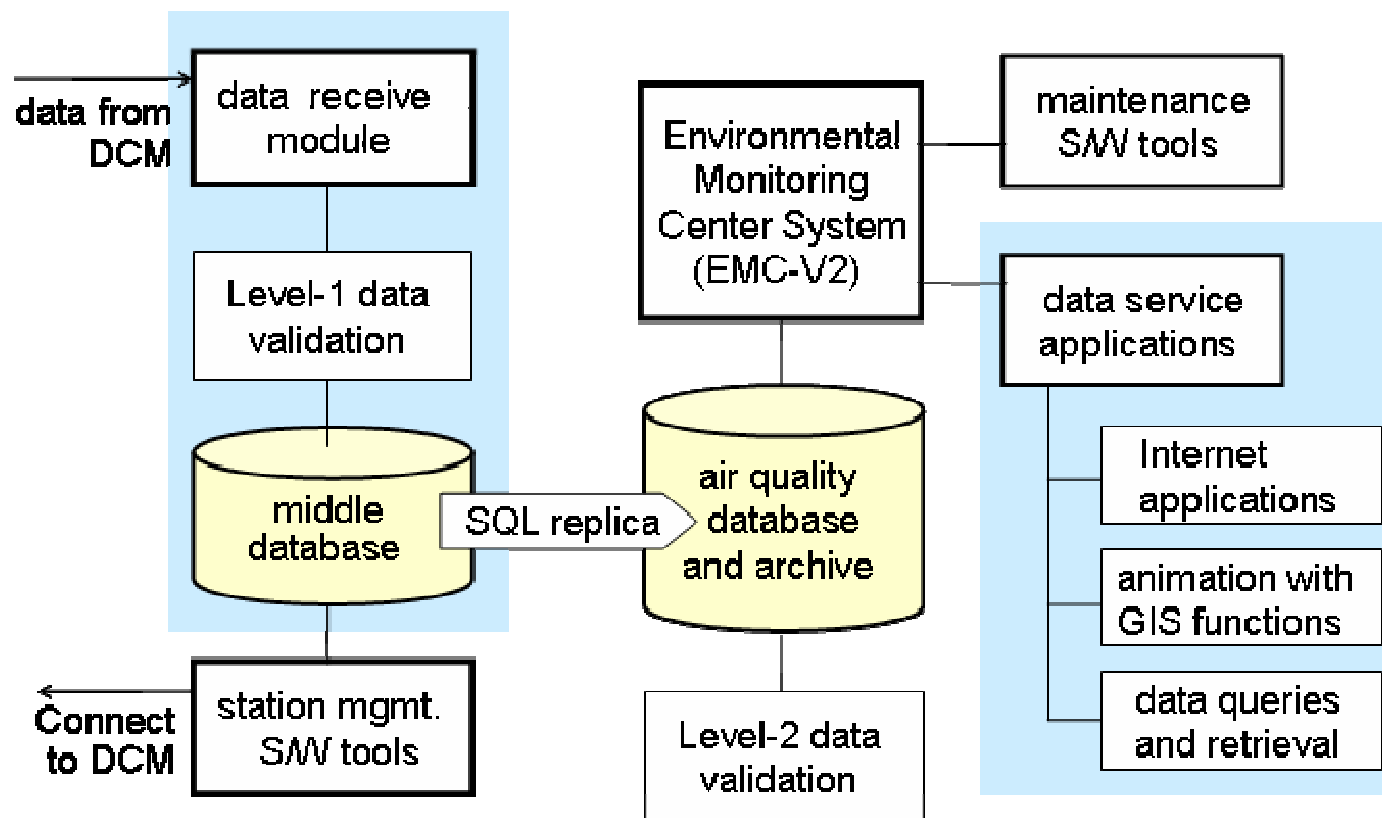 data from
DCM
data receive
module
Level-1 data
validation
middle
database
SQL replica
Connect
to DCM
station mgmt.
S/W tools
Environmental
Monitoring
Center System
(EMC-V2)
air quality
database
and archive
Level-2 data
validation
maintenance
S/W tools
data service
applications
Internet
applications
animation with
GIS functions
data queries
and retrieval